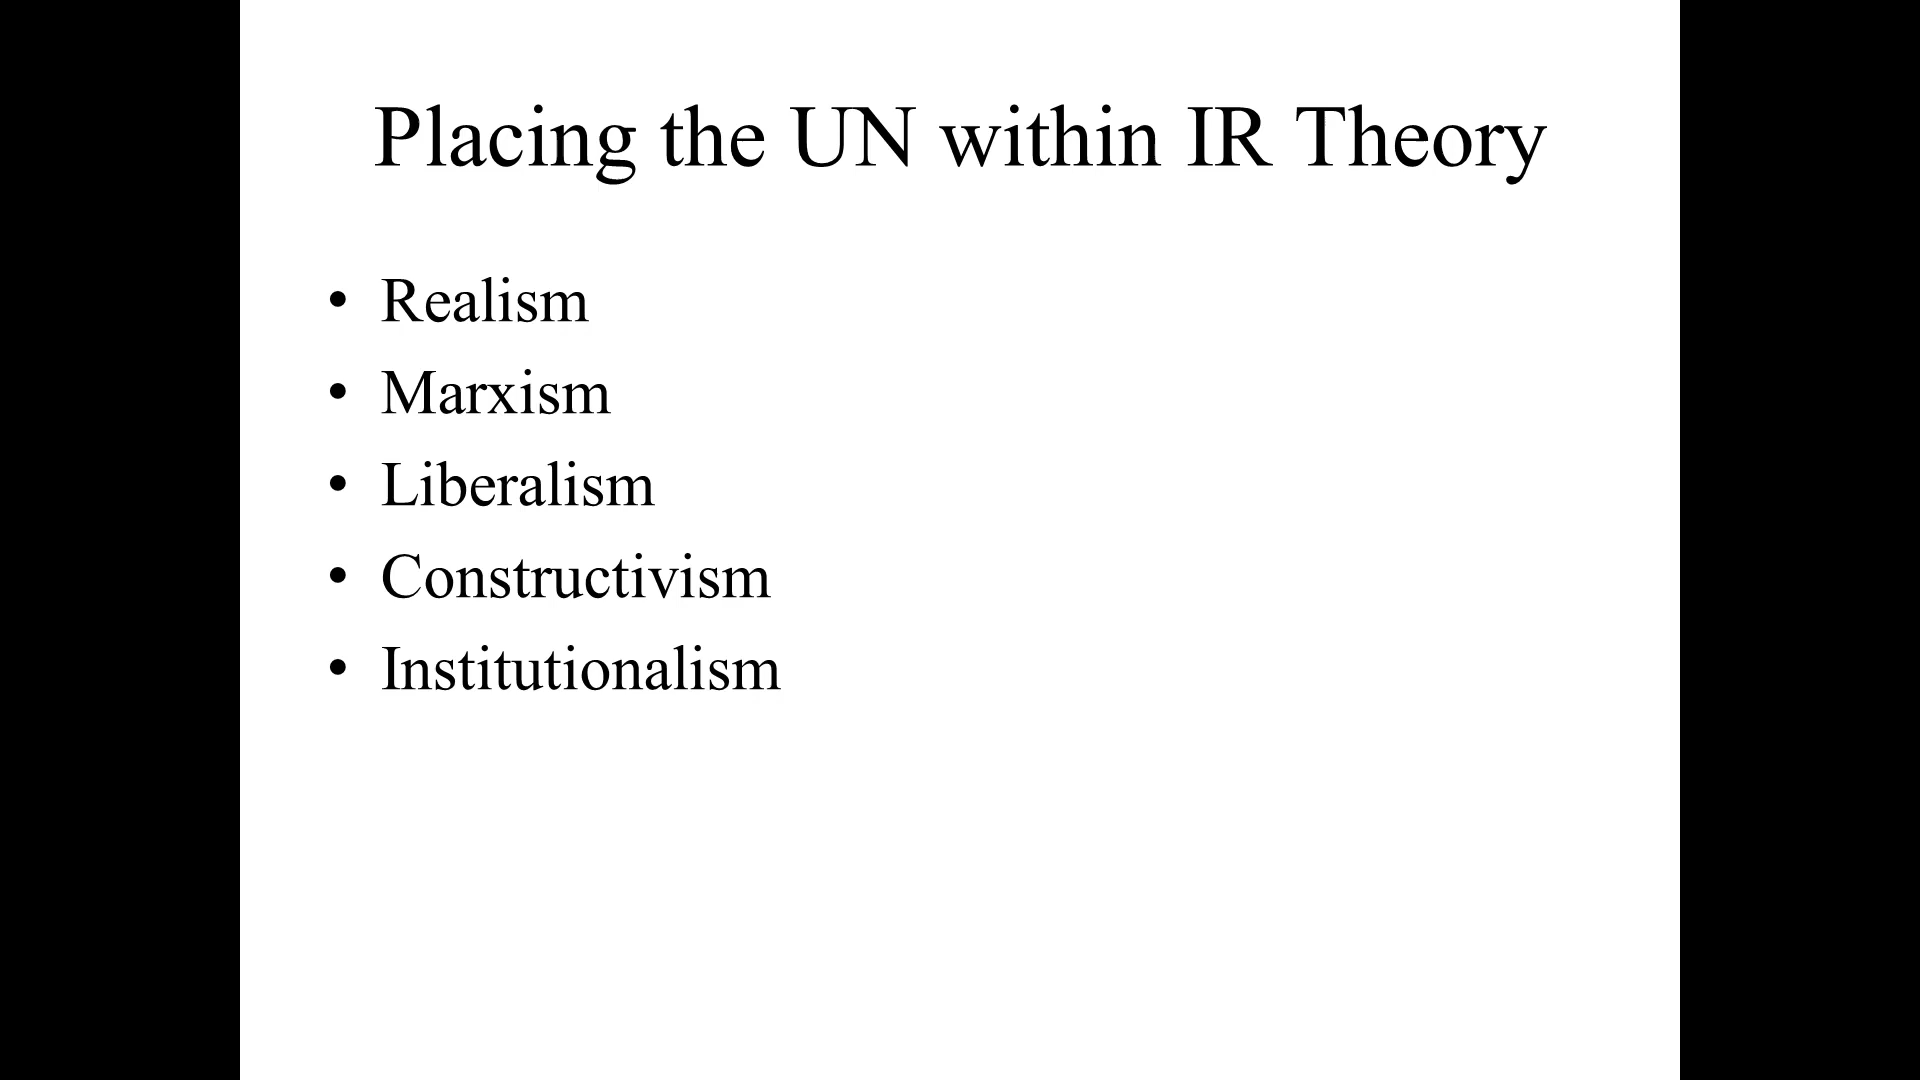 Placing the UN within IR Theory
• Realism
• Marxism
• Liberalism
• Constructivism
• Institutionalism